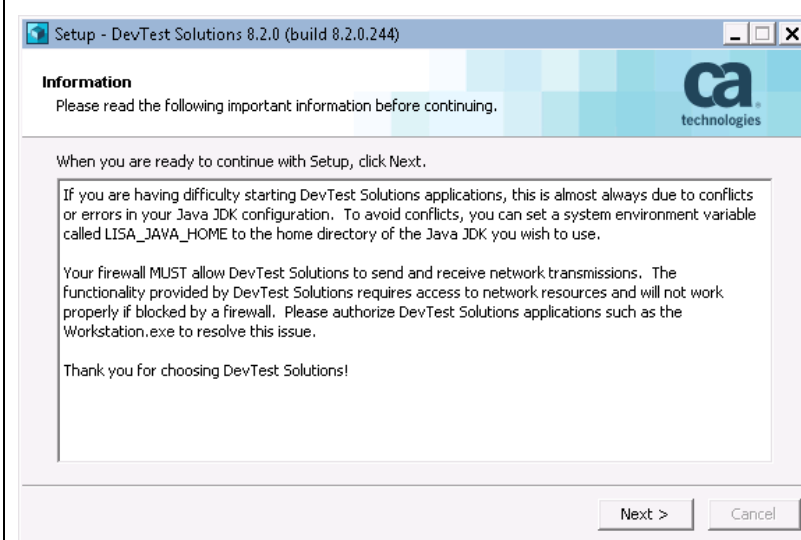 Setup - DevTest Solutions 8.2.0 (build 8.2.0.244)
Information
Please read the following important information before continuing.
ca
technologies
When you are ready to continue with Setup, click Next.
If you are having difficulty starting DevTest Solutions applications, this is almost always due to conflicts
or errors in your Java JDK configuration.  To avoid conflicts, you can set a system environment variable
called LISA_JAVA_HOME to the home directory of the Java JDK you wish to use.
Your firewall MUST allow DevTest Solutions to send and receive network transmissions.  The
functionality provided by DevTest Solutions requires access to network resources and will not work
properly if blocked by a firewall.  Please authorize DevTest Solutions applications such as the
Workstation.exe to resolve this issue.
Thank you for choosing DevTest Solutions!
Next >
Cancel